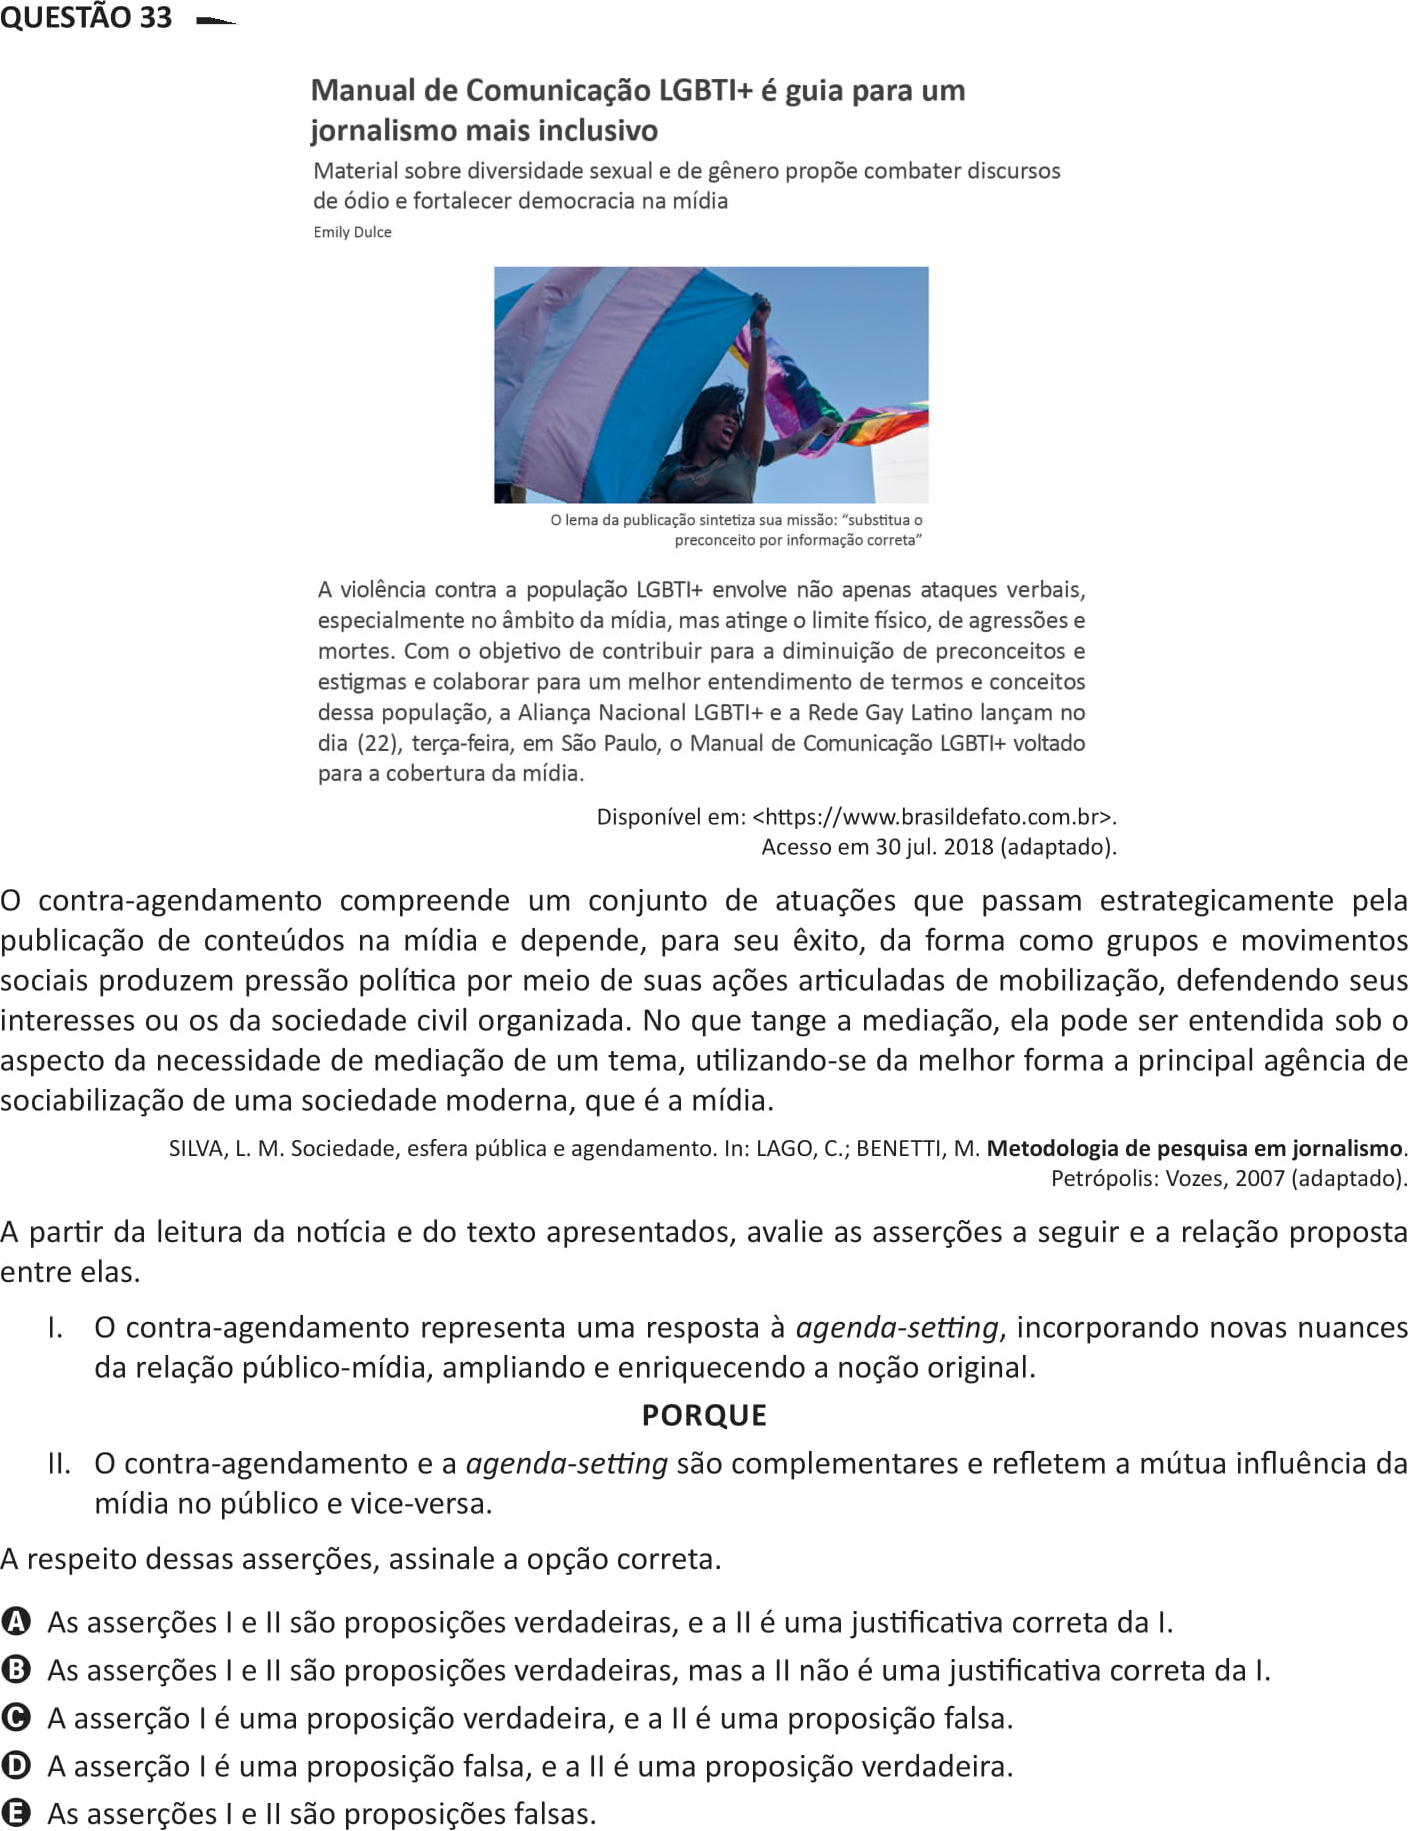 QUESTÃO 33
Manual de Comunicação LGBTI+ é guia para um
jornalismo mais inclusivo
Material sobre diversidade sexual e de gênero propõe combater discursos
de ódio e fortalecer democracia na mídia
Emily Dulce
O lema da publicação sintetiza sua missão: “substitua o
preconceito por informação correta”
A violência contra a população LGBTI+ envolve não apenas ataques verbais,
especialmente no âmbito da mídia, mas atinge o limite físico, de agressões e
mortes. Com o objetivo de contribuir para a diminuição de preconceitos e
estigmas e colaborar para um melhor entendimento de termos e conceitos
dessa população, a Aliança Nacional LGBTI+ e a Rede Gay Latino lançam no
dia (22), terça-feira, em São Paulo, o Manual de Comunicação LGBTI+ voltado
para a cobertura da mídia.
Disponível em: <https://www.brasildefato.com.br>.
Acesso em 30 jul. 2018 (adaptado).
O contra-agendamento compreende um conjunto de atuações que passam estrategicamente pela
publicação de conteúdos na mídia e depende, para seu êxito, da forma como grupos e movimentos
sociais produzem pressão política por meio de suas ações articuladas de mobilização, defendendo seus
interesses ou os da sociedade civil organizada. No que tange a mediação, ela pode ser entendida sob o
aspecto da necessidade de mediação de um tema, utilizando-se da melhor forma a principal agência de
sociabilização de uma sociedade moderna, que é a mídia.
SILVA, L. M. Sociedade, esfera pública e agendamento. In: LAGO, C.; BENETTI, M. Metodologia de pesquisa em jornalismo.
Petrópolis: Vozes, 2007 (adaptado).
A partir da leitura da notícia e do texto apresentados, avalie as asserções a seguir e a relação proposta
entre elas.
I. O contra-agendamento representa uma resposta à agenda-setting, incorporando novas nuances
da relação público-mídia, ampliando e enriquecendo a noção original.
PORQUE
II. O contra-agendamento e a agenda-setting são complementares e refletem a mútua influência da
mídia no público e vice-versa.
A respeito dessas asserções, assinale a opção correta.
A As asserções I e II são proposições verdadeiras, e a II é uma justificativa correta da I.
B As asserções I e II são proposições verdadeiras, mas a II não é uma justificativa correta da I.
C A asserção I é uma proposição verdadeira, e a II é uma proposição falsa.
D A asserção I é uma proposição falsa, e a II é uma proposição verdadeira.
E As asserções I e II são proposições falsas.